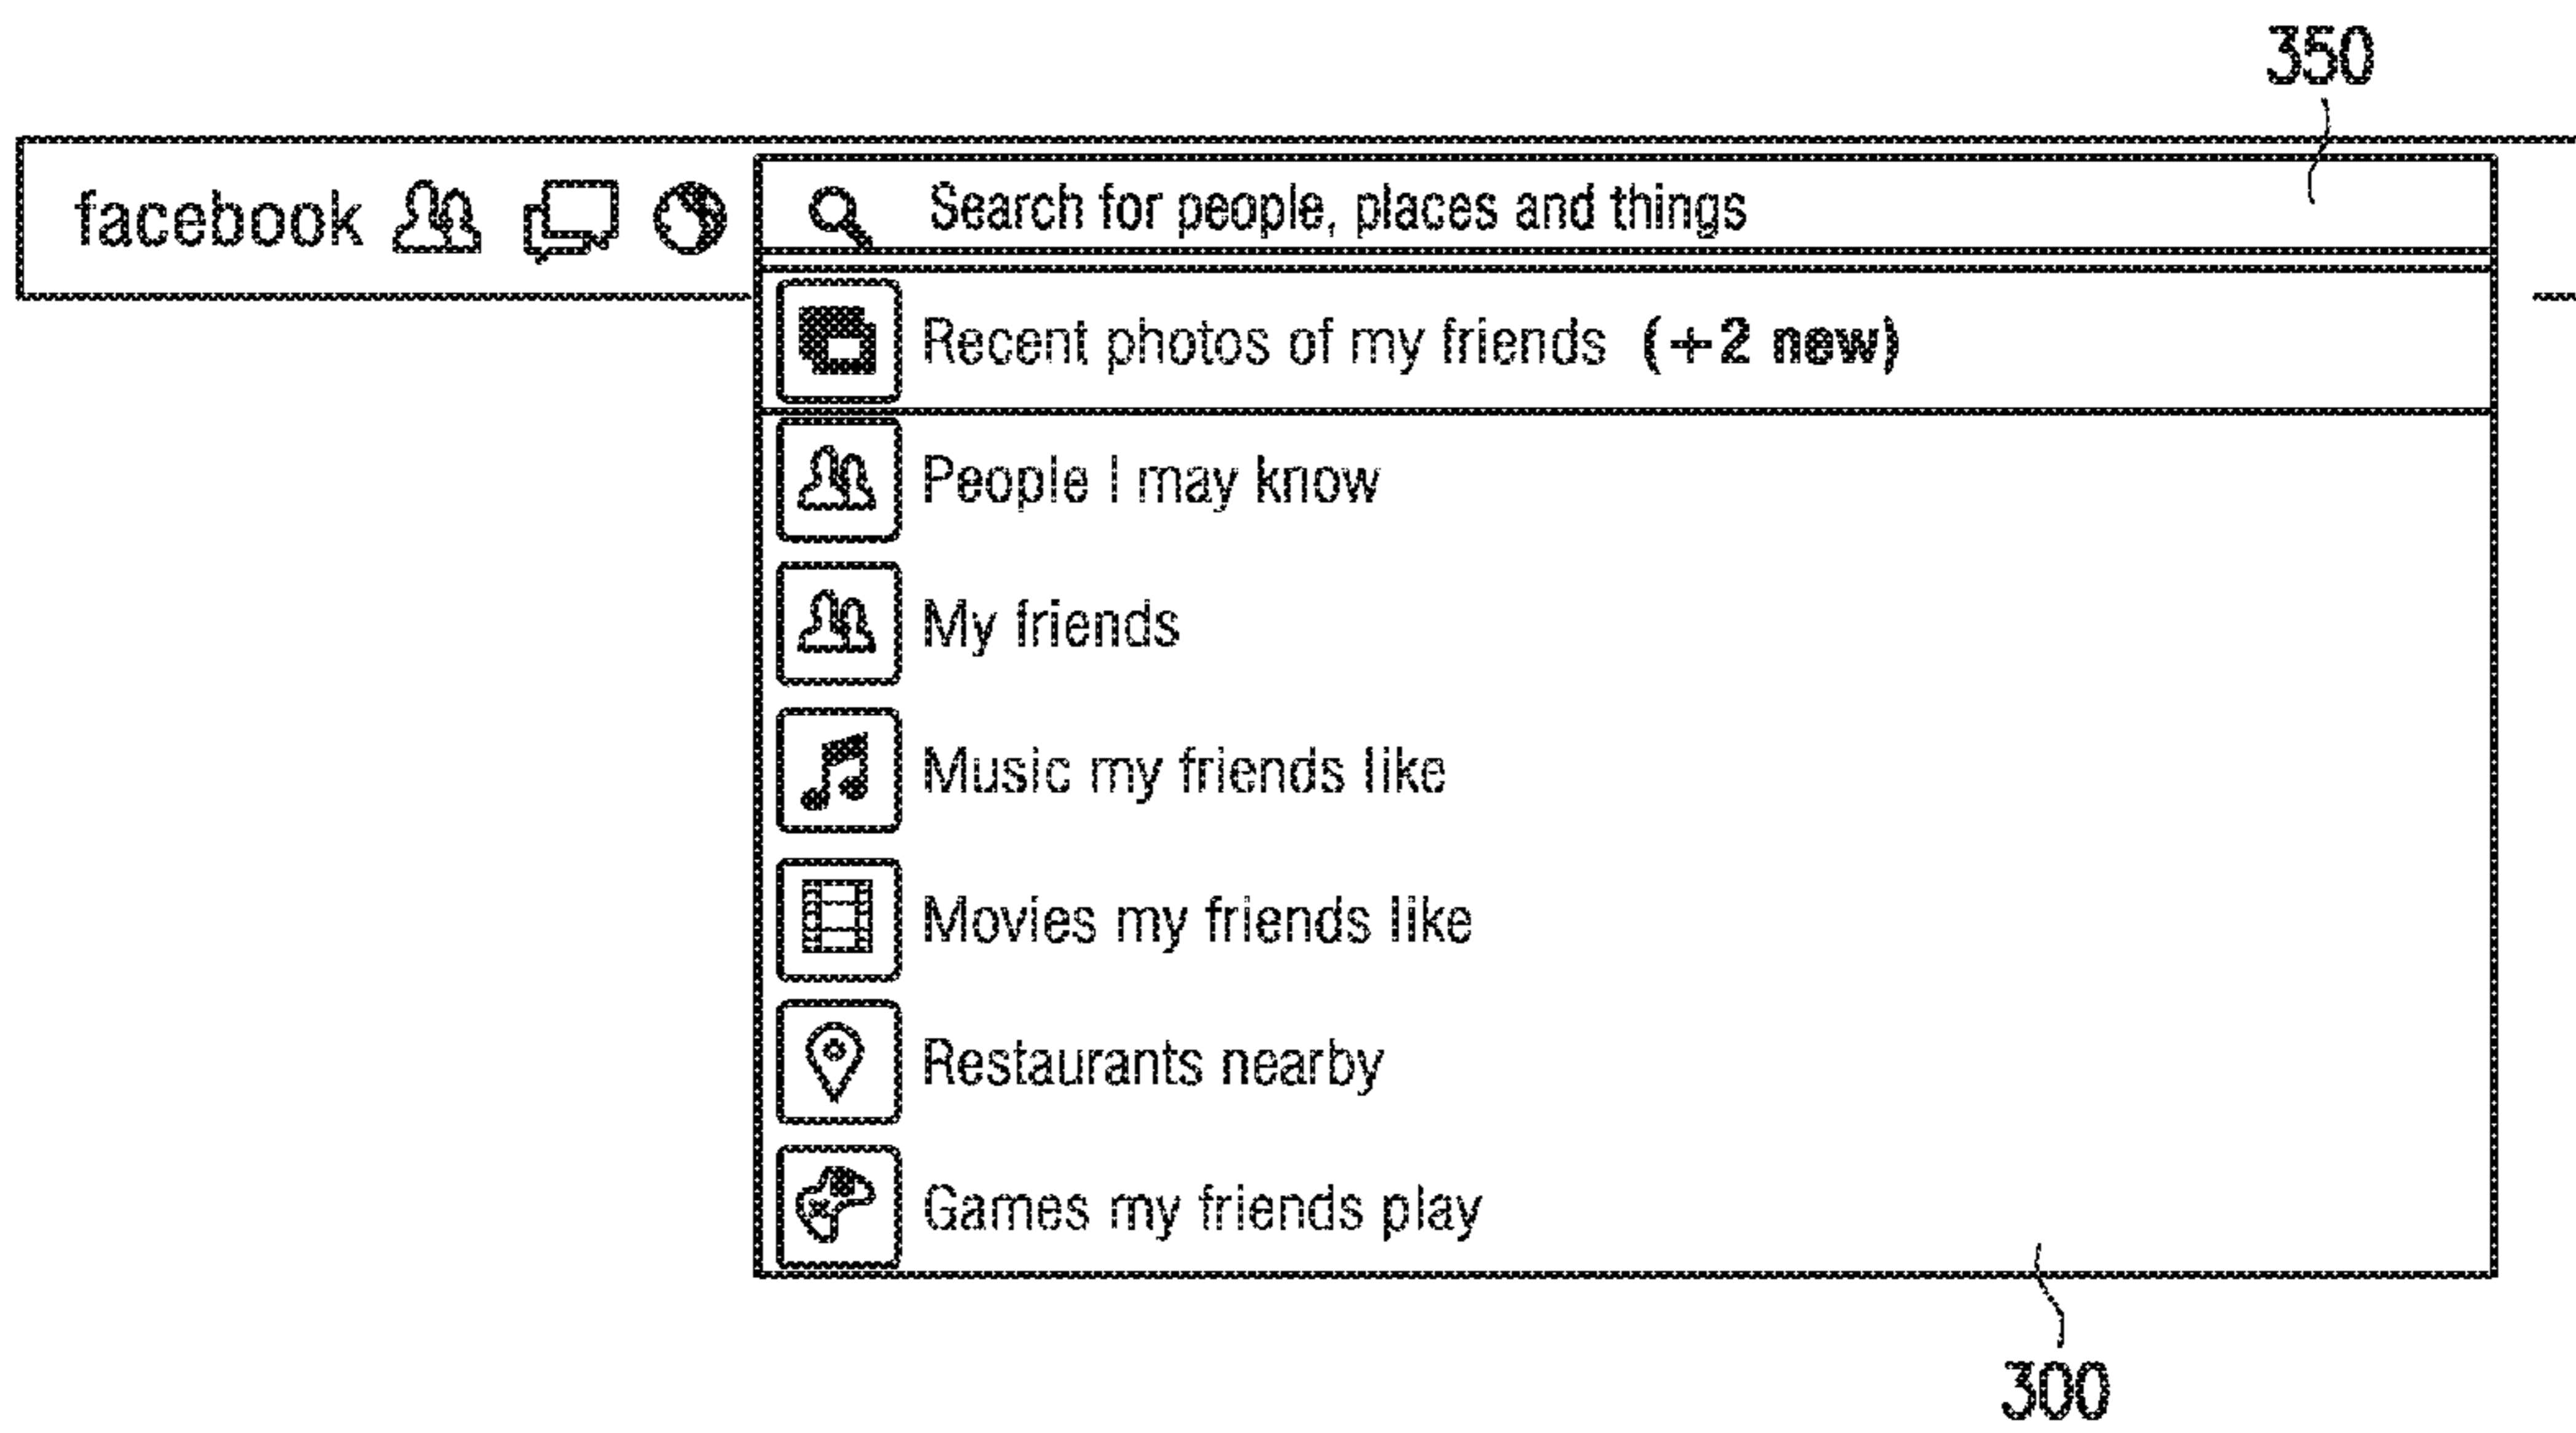 350
facebook
Search for people, places and things
Recent photos of my friends (+2 new)
People I may know
My friends
Music my friends like
Movies my friends like
Restaurants nearby
Games my friends play
300